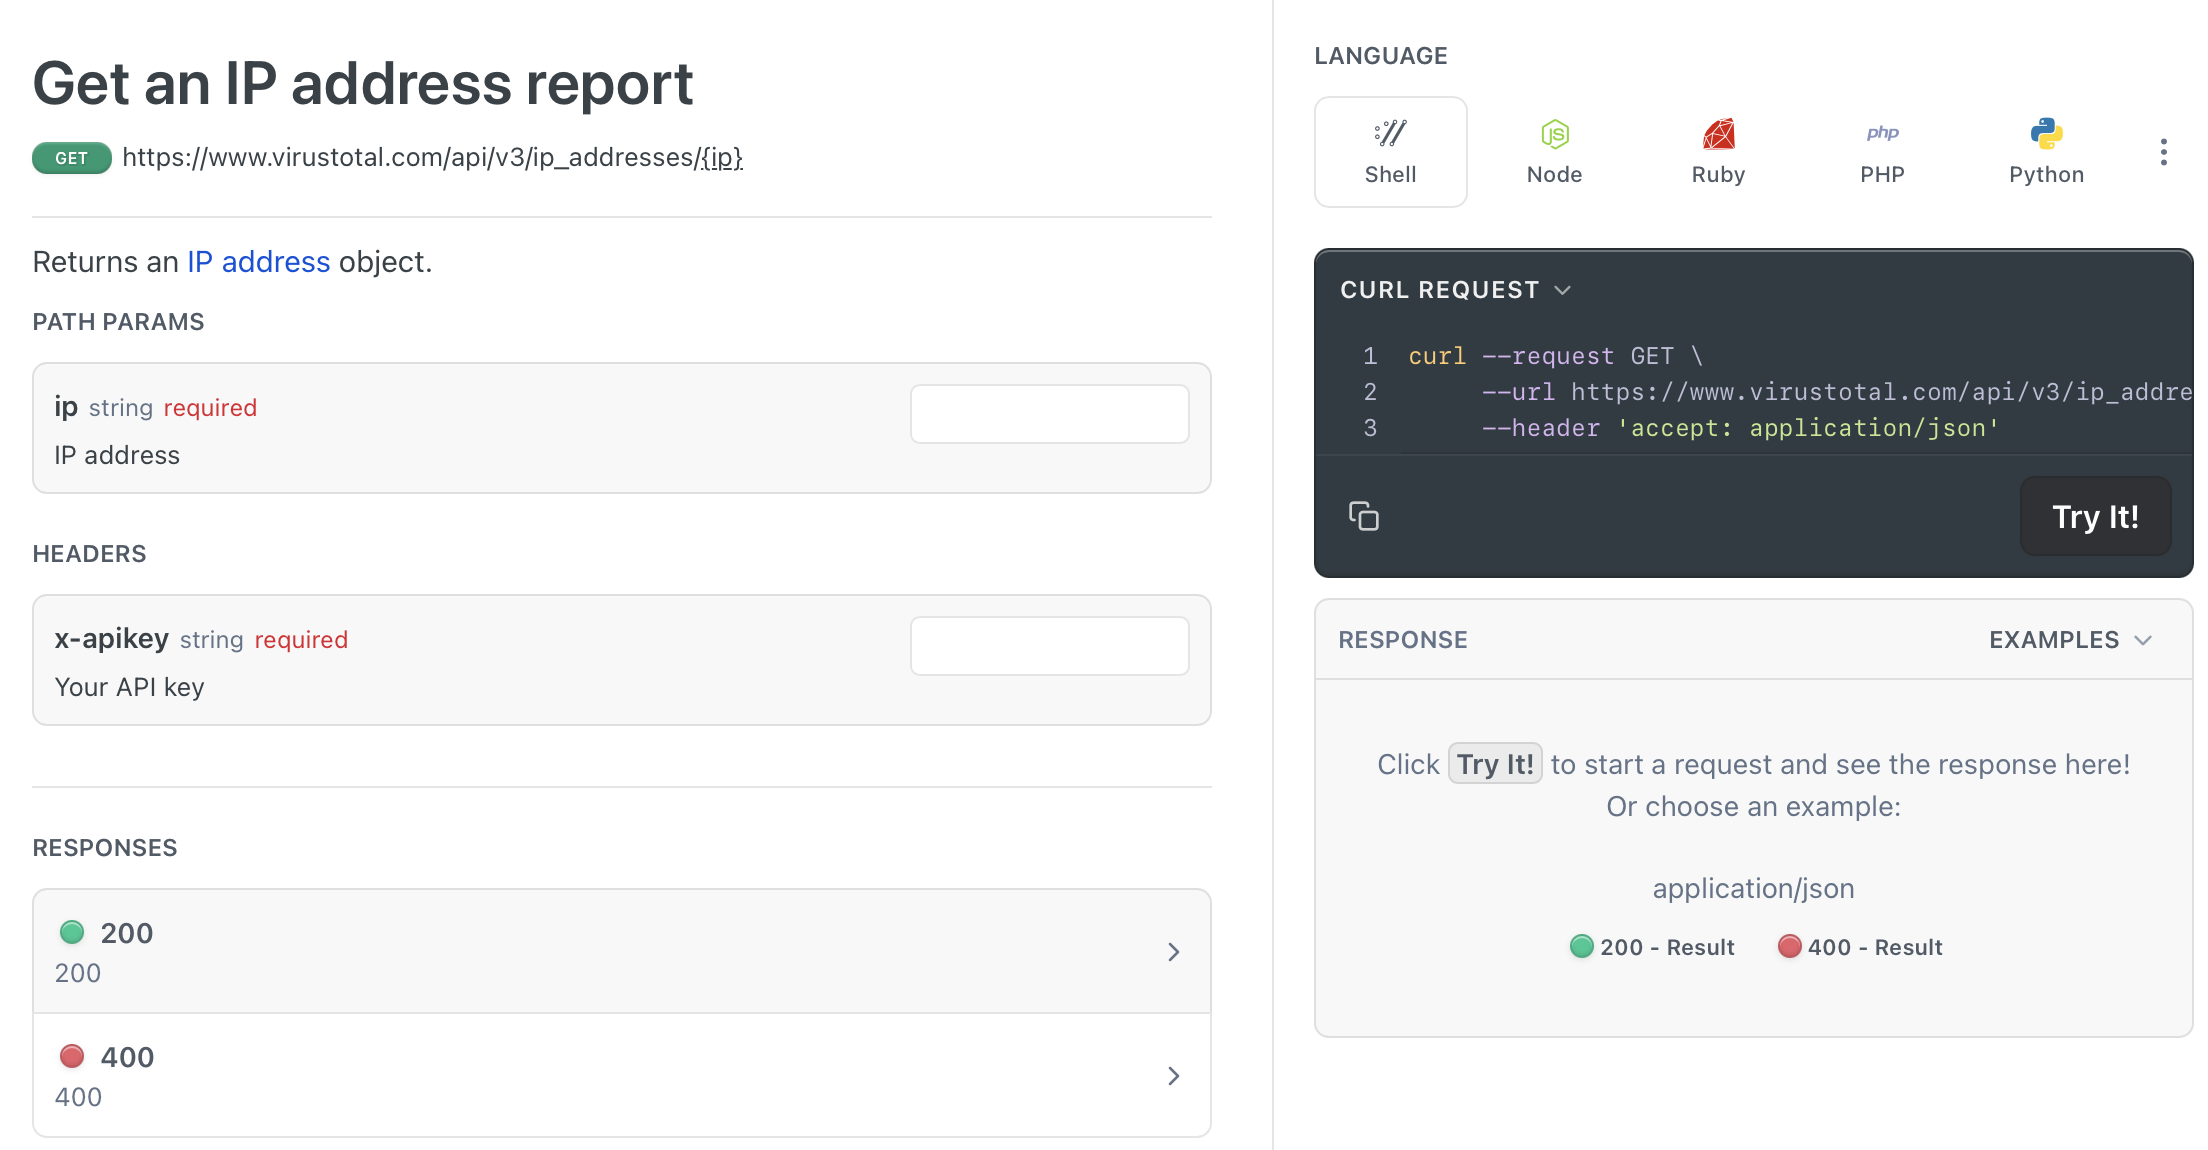 Get an IP address report
GET https://www.virustotal.com/api/v3/ip_addresses/{ip}
Returns an IP address object.
PATH PARAMS
ip string required
IP address
HEADERS
x-apikey string required
Your API key
RESPONSES
200
200
400
400
LANGUAGE
Shell
Node
php
Ruby
PHP
Python
CURL REQUEST
1 curl --request GET \
2 --url https://www.virustotal.com/api/v3/ip_addre
3 --header 'accept: application/json'
Try It!
RESPONSE EXAMPLES
Click Try It! to start a request and see the response here!
Or choose an example:
application/json
200 - Result 400 - Result